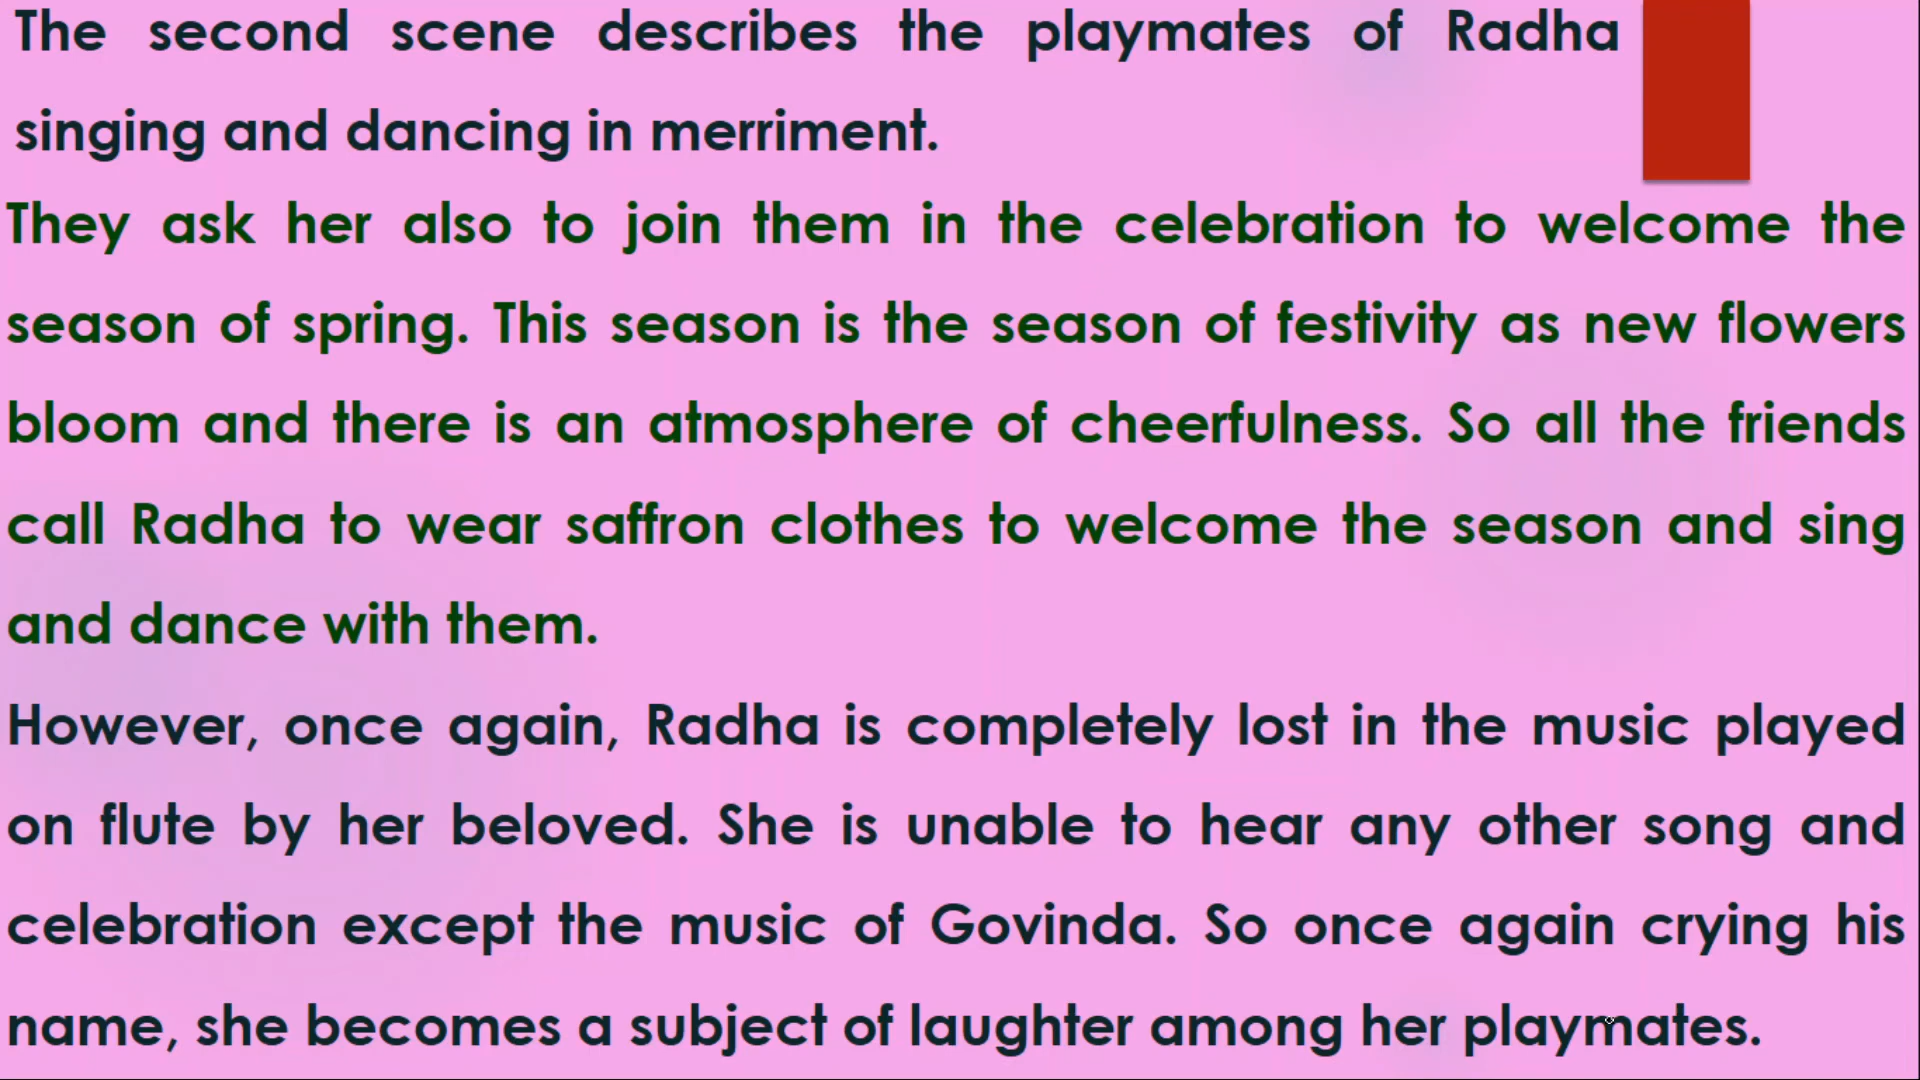 The second scene describes the playmates of Radha
singing and dancing in merriment.
They ask her also to join them in the celebration to welcome the
season of spring. This season is the season of festivity as new flowers
bloom and there is an atmosphere of cheerfulness. So all the friends
call Radha to wear saffron clothes to welcome the season and sing
and dance with them.
However, once again, Radha is completely lost in the music played
on flute by her beloved. She is unable to hear any other song and
celebration except the music of Govinda. So once again crying his
name, she becomes a subject of laughter among her playmates.